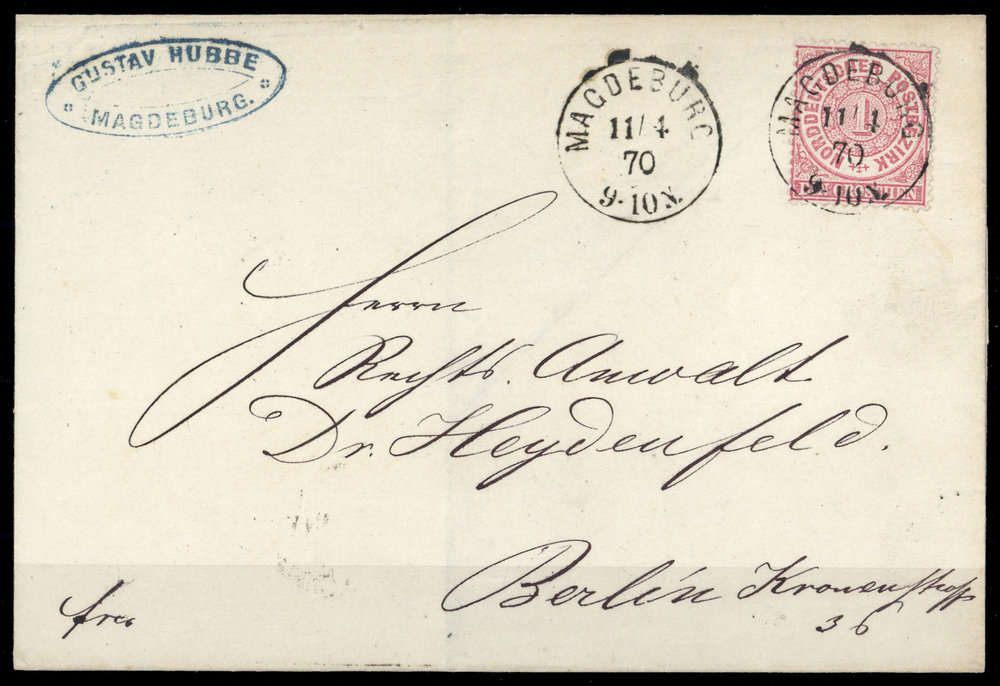 GUSTAV HUBBE
MAGDEBURG.
MAGDEBURG
11/4
70
9-10N.
NORDDEUTSCHER POSTBEZIRK
1
MAGDEBURG
11/4
70
9-10N.
Herrn
Rechts. Anwalt
Dr. Heydenfeld.
Berlin Kronenstrasse
36
frei